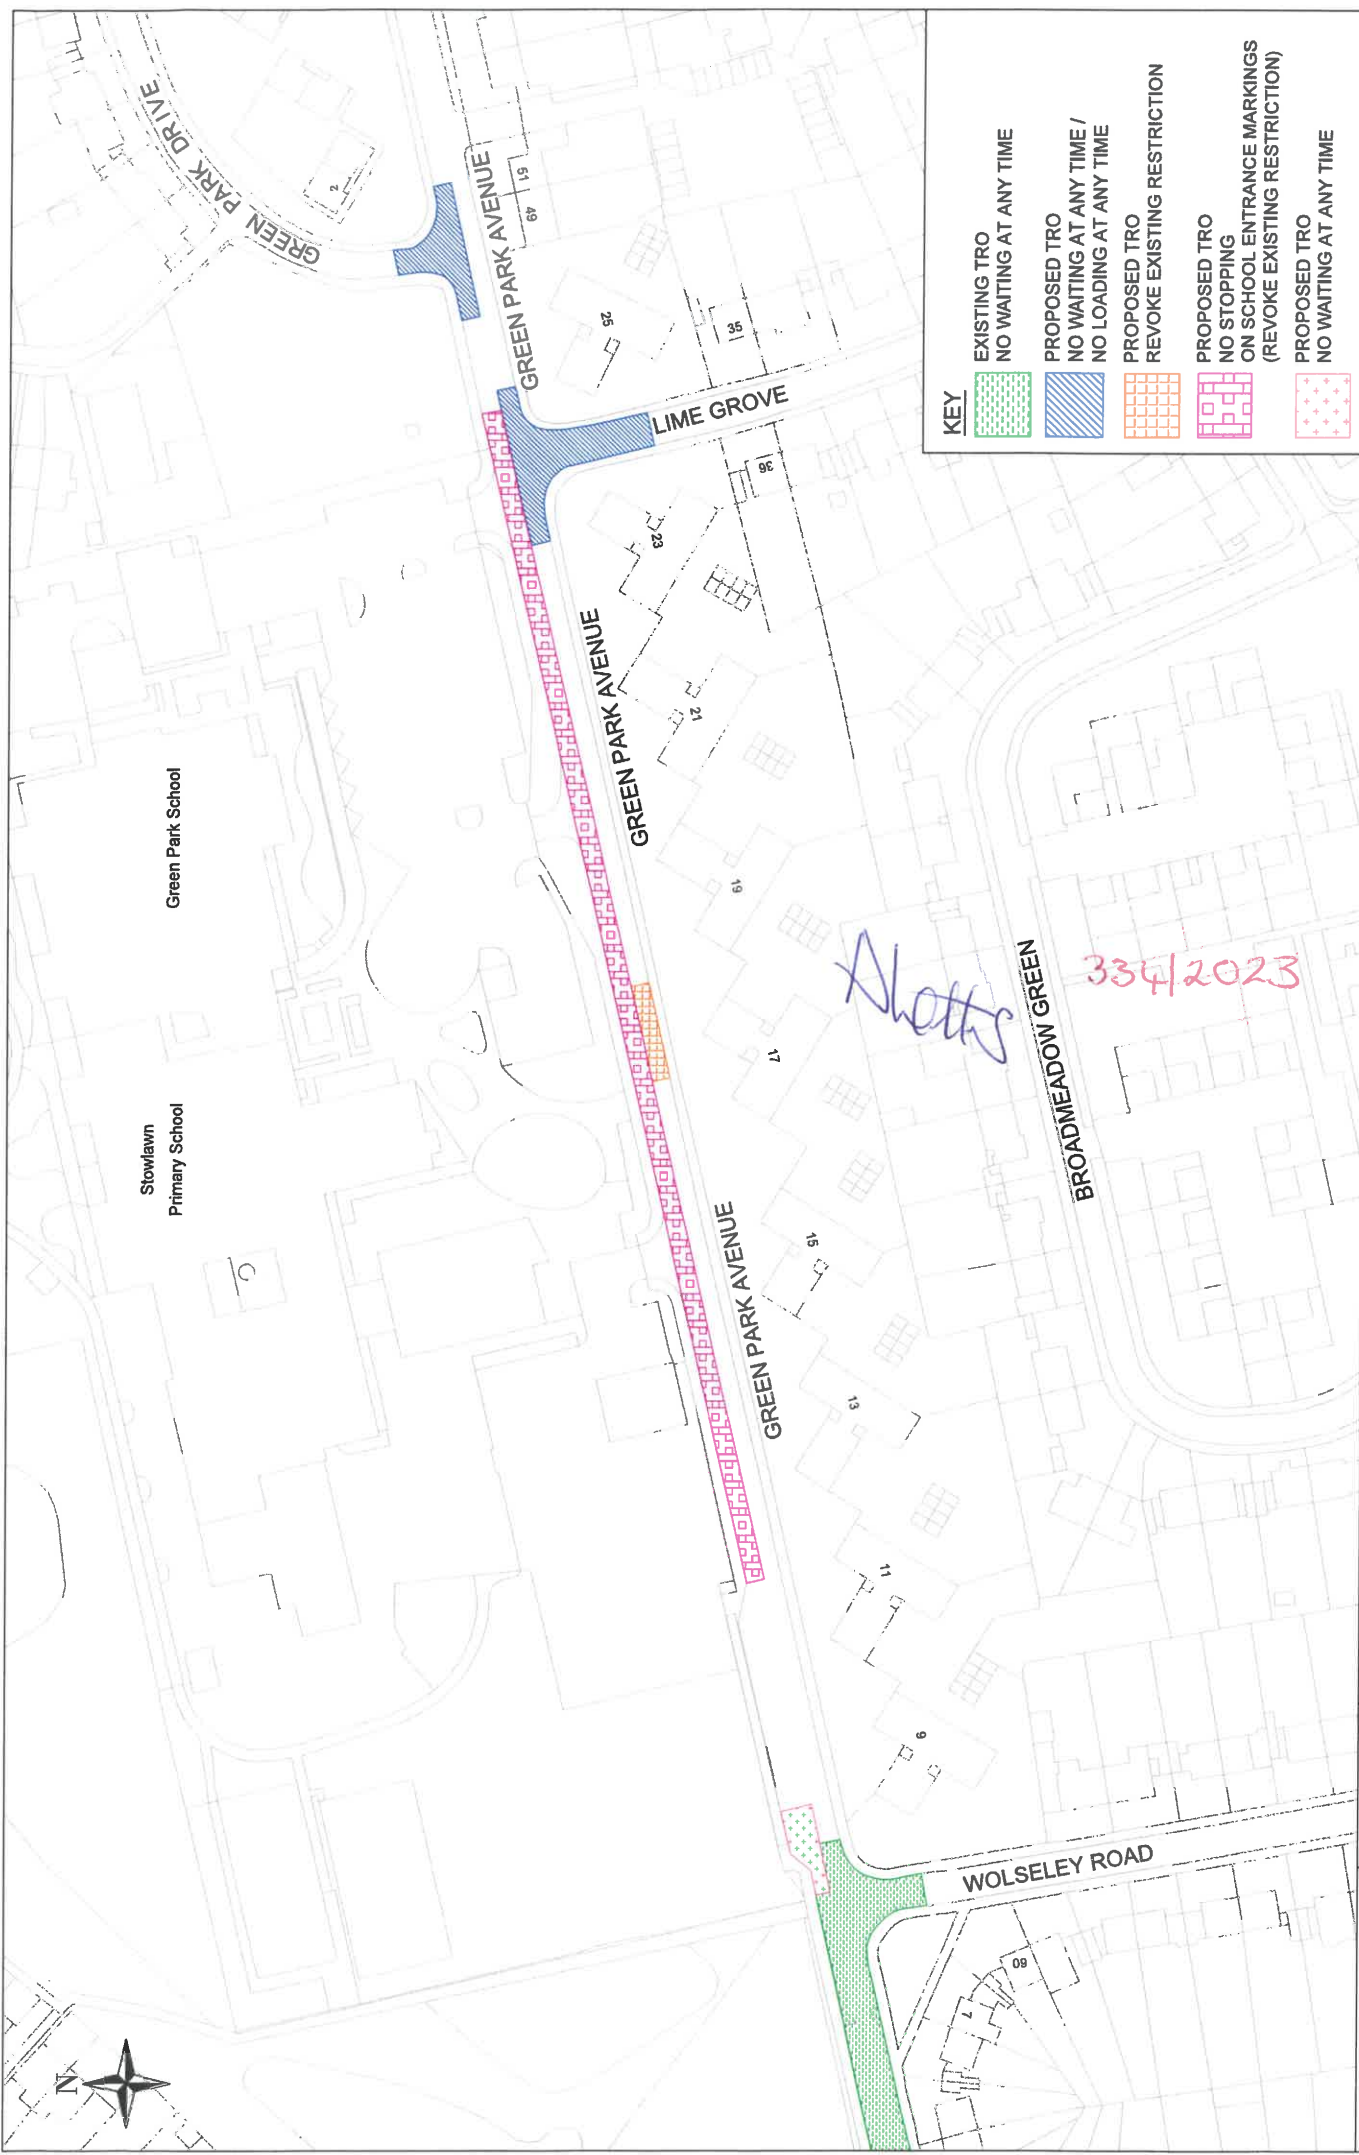 GREEN PARK DRIVE
2
GREEN PARK AVENUE
51
49
25
35
LIME GROVE
36
23
GREEN PARK AVENUE
21
19
17
15
GREEN PARK AVENUE
13
11
9
Green Park School
Stowlawn
Primary School
BROADMEADOW GREEN
334/2023
WOLSELEY ROAD
60
7
N
KEY
EXISTING TRO
NO WAITING AT ANY TIME
PROPOSED TRO
NO WAITING AT ANY TIME /
NO LOADING AT ANY TIME
PROPOSED TRO
REVOKE EXISTING RESTRICTION
PROPOSED TRO
NO STOPPING
ON SCHOOL ENTRANCE MARKINGS
(REVOKE EXISTING RESTRICTION)
PROPOSED TRO
NO WAITING AT ANY TIME